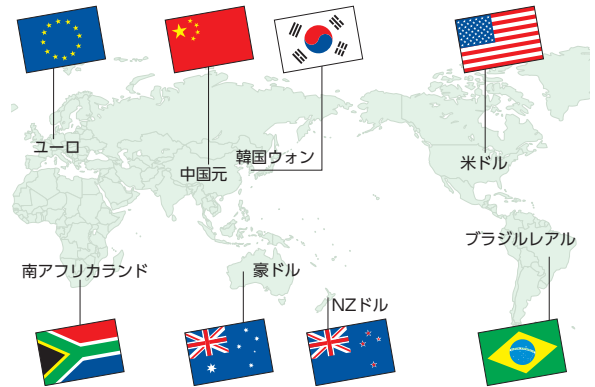 ユーロ
中国元
韓国ウォン
米ドル
南アフリカランド
豪ドル
NZドル
ブラジルレアル